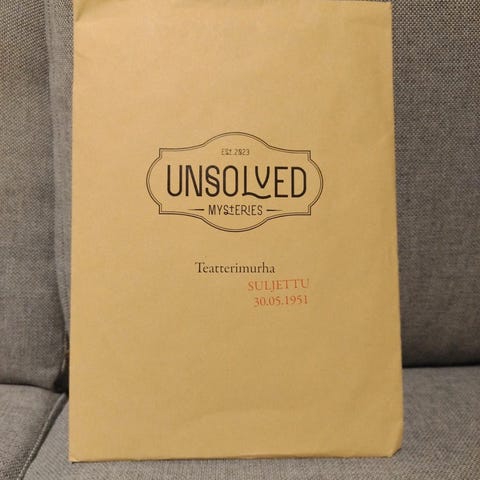 EST.2023
UNSOLVED
MYSTERIES
Teatterimurha
SULJETTU
30.05.1951